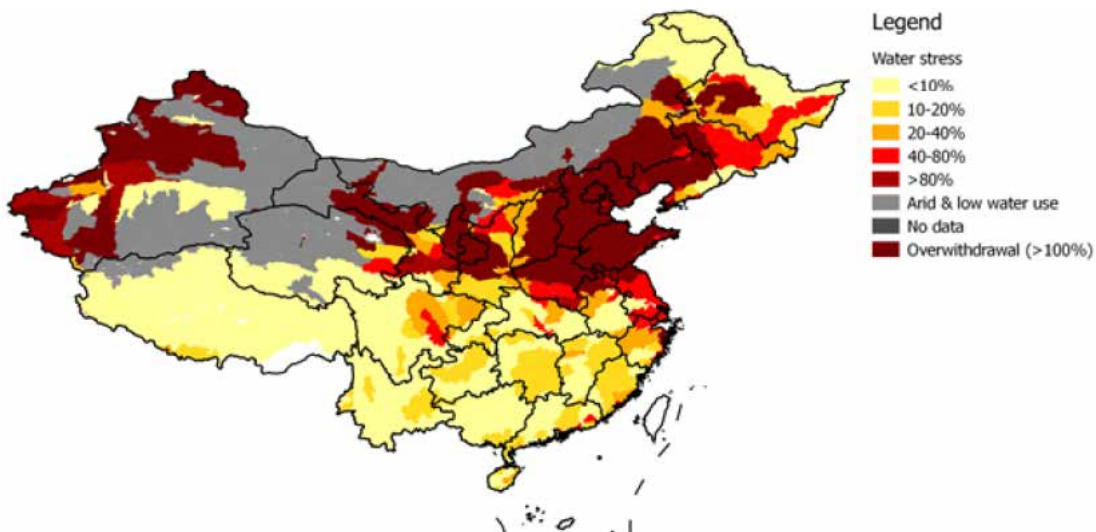 Legend
Water stress
<10%
10-20%
20-40%
40-80%
>80%
Arid & low water use
No data
Overwithdrawal (>100%)